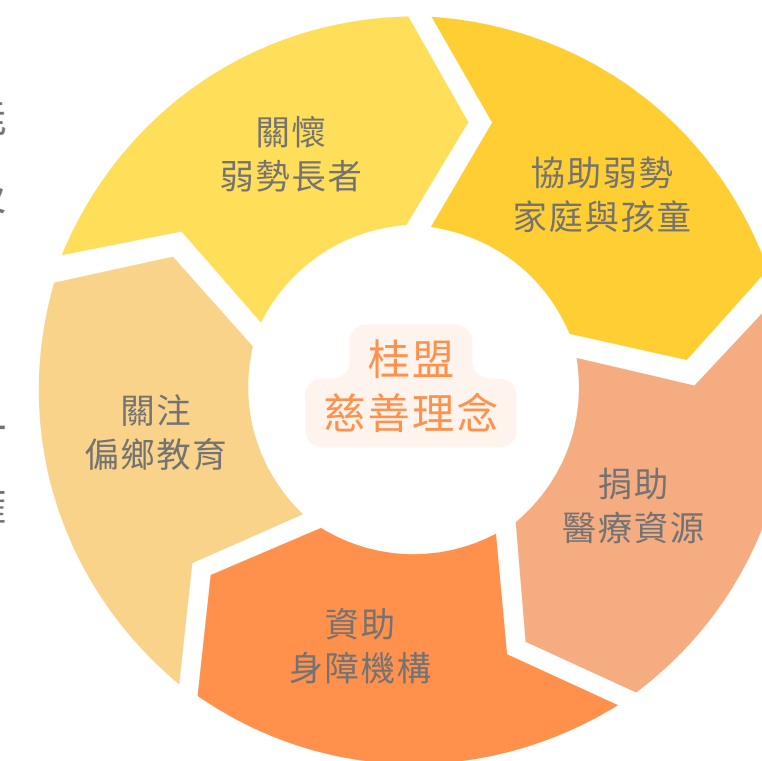 關懷
弱勢長者
協助弱勢
家庭與孩童
桂盟
慈善理念
關注
偏鄉教育
捐助
醫療資源
資助
身障機構